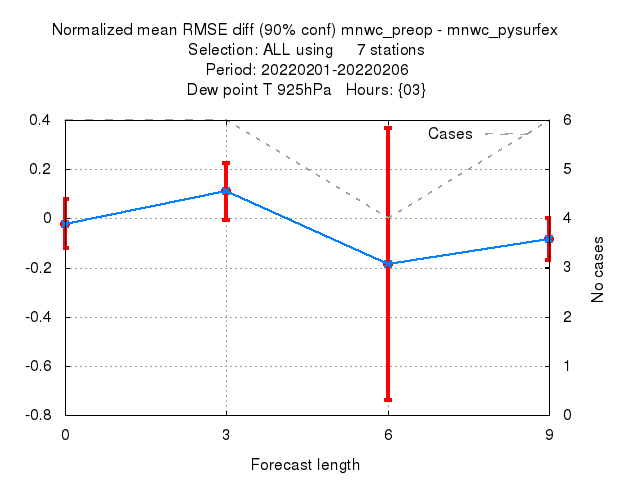 Normalized mean RMSE diff (90% conf) mnwc_preop - mnwc_pysurfex
Selection: ALL using     7 stations
Period: 20220201-20220206
Dew point T 925hPa   Hours: {03}
Cases
0.4
0.2
0
-0.2
-0.4
-0.6
-0.8
6
5
4
3
2
1
0
No cases
0 3 6 9
Forecast length